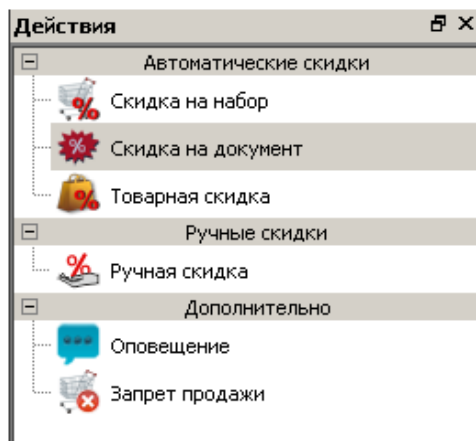 Действия
Автоматические скидки
Скидка на набор
Скидка на документ
Товарная скидка
Ручные скидки
Ручная скидка
Дополнительно
Оповещение
Запрет продажи